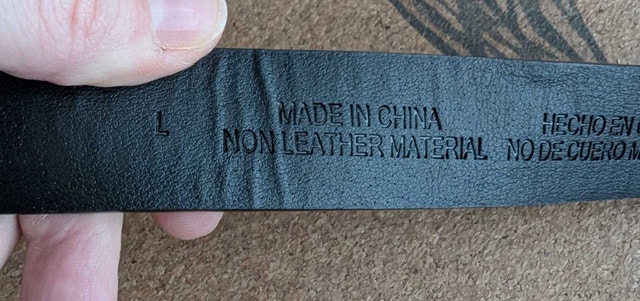 L
MADE IN CHINA
NON LEATHER MATERIAL
HECHO EN
NO DE CUERO